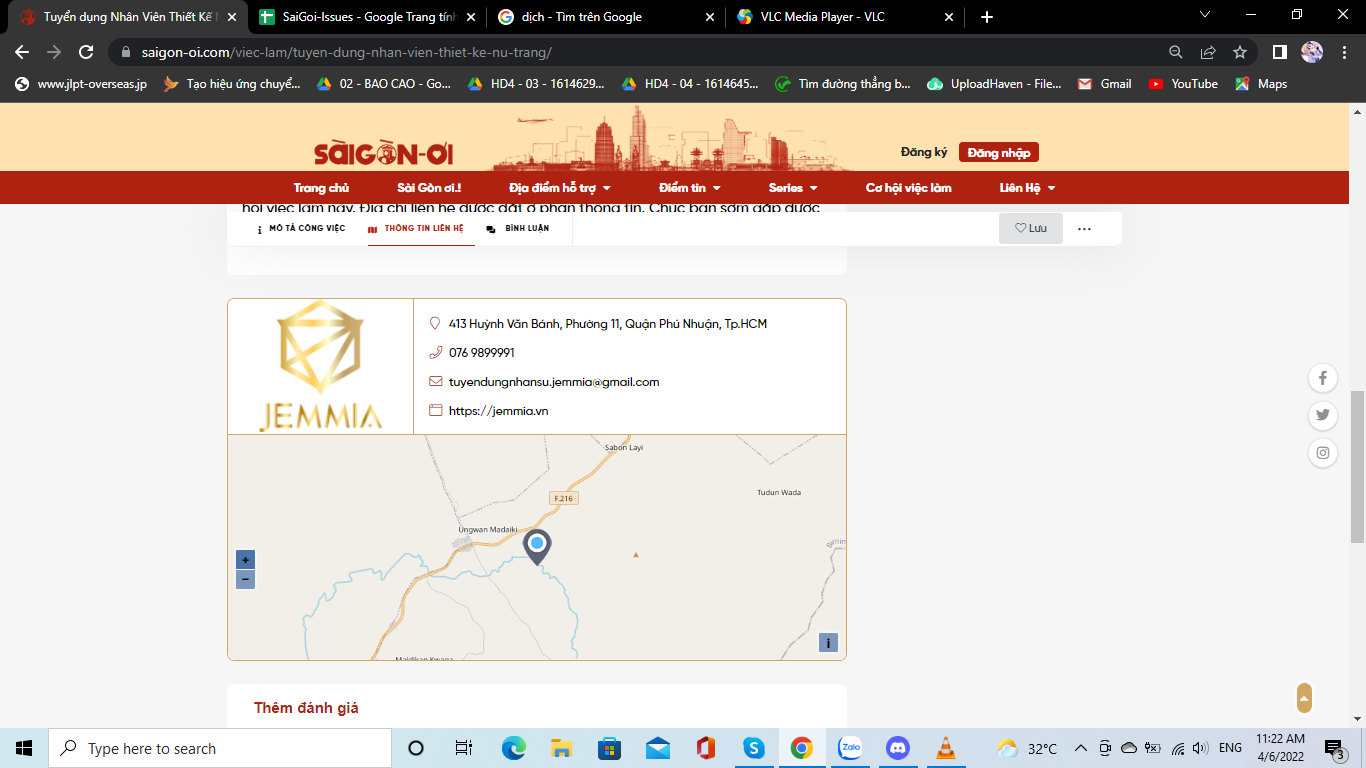 Tuyển dụng Nhân Viên Thiết Kế N
SaiGoi-Issues - Google Trang tính
dịch - Tìm trên Google
VLC Media Player - VLC
saigon-oi.com/viec-lam/tuyen-dung-nhan-vien-thiet-ke-nu-trang/
www.jlpt-overseas.jp
Tạo hiệu ứng chuyể...
02 - BAO CAO - Go...
HD4 - 03 - 1614629...
HD4 - 04 - 1614645...
Tìm đường thẳng b...
UploadHaven - File...
Gmail
YouTube
Maps
SÀIGÒN-ƠI
Đăng ký
Đăng nhập
Trang chủ
Sài Gòn ơi.!
Địa điểm hỗ trợ
Điểm tin
Series
Cơ hội việc làm
Liên Hệ
hội việc làm này. Địa chỉ liên hệ được đặt ở phần thông tin. Chúc bạn sớm gặp được
MÔ TẢ CÔNG VIỆC
THÔNG TIN LIÊN HỆ
BÌNH LUẬN
Lưu
JEMMIA
413 Huỳnh Văn Bánh, Phường 11, Quận Phú Nhuận, Tp.HCM
076 9899991
tuyendungnhansu.jemmia@gmail.com
https://jemmia.vn
Sabon Layi
Tudun Wada
F.216
Ungwan Madaiki
Birnin
+
−
i
Maidikan Kwana
Thêm đánh giá
Type here to search
Zalo
32°C
ENG
11:22 AM
4/6/2022
3